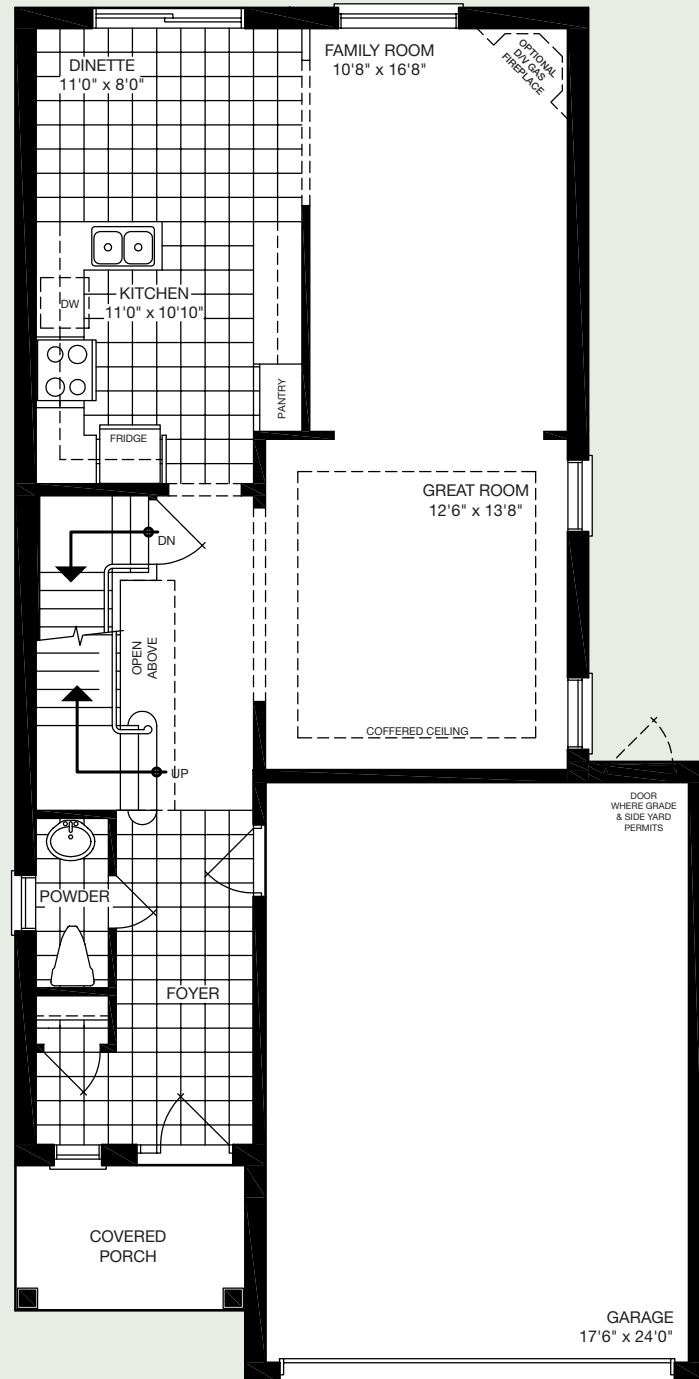 DINETTE
11'0" x 8'0"
FAMILY ROOM
10'8" x 16'8"
OPTIONAL
D/V GAS
FIREPLACE
KITCHEN
11'0" x 10'10"
DW
PANTRY
FRIDGE
GREAT ROOM
12'6" x 13'8"
DN
OPEN
ABOVE
COFFERED CEILING
UP
DOOR
WHERE GRADE
& SIDE YARD
PERMITS
POWDER
FOYER
COVERED
PORCH
GARAGE
17'6" x 24'0"